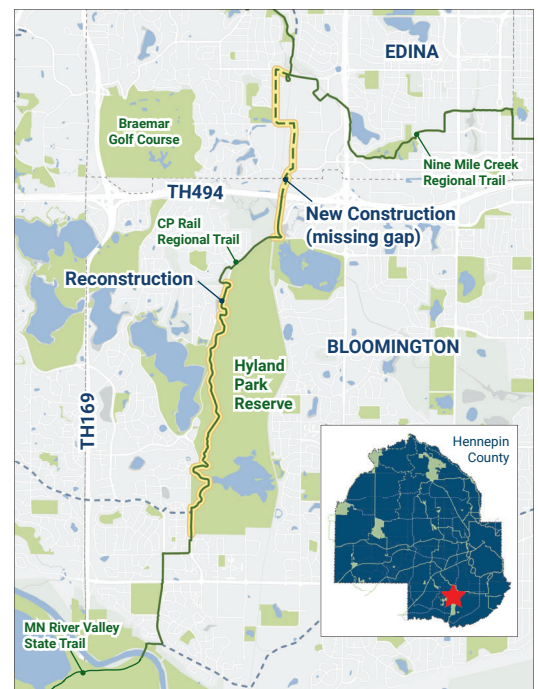 EDINA
Braemar
Golf Course
Nine Mile Creek
Regional Trail
TH494
New Construction
(missing gap)
CP Rail
Regional Trail
Reconstruction
BLOOMINGTON
Hyland
Park
Reserve
TH169
Hennepin
County
MN River Valley
State Trail